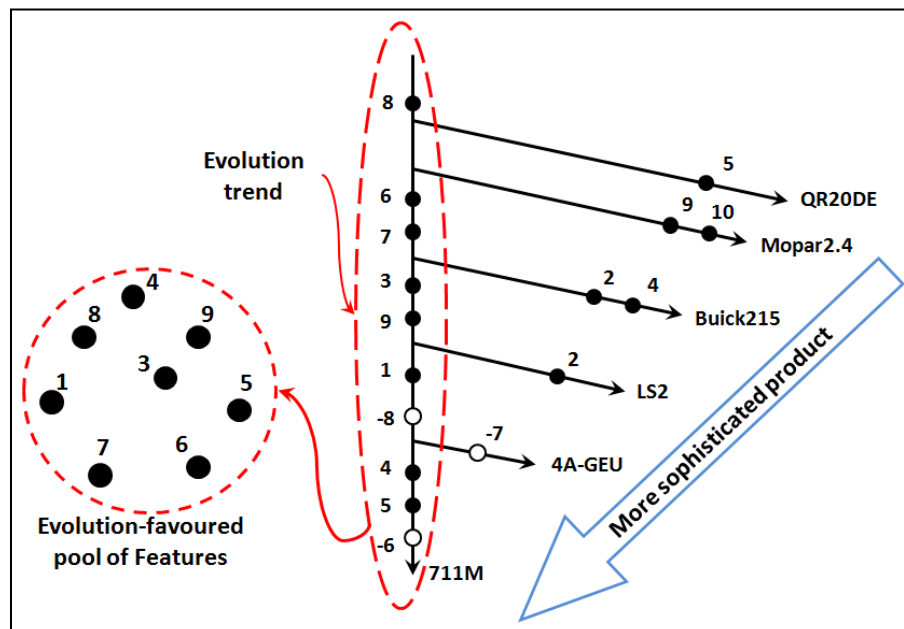 8
5
QR20DE
Evolution
trend
6
9
10
7
Mopar2.4
4
3
2
4
8
9
9
Buick215
3
1
1
2
5
LS2
-8
-7
7
6
4
4A-GEU
5
Evolution-favoured
pool of Features
-6
711M
More sophisticated product